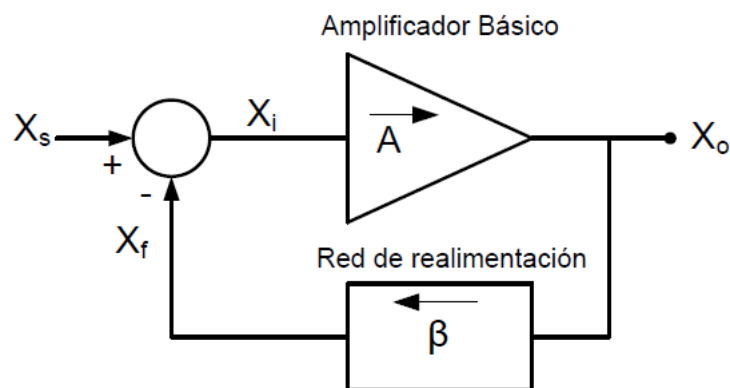 Amplificador Básico
Xs
+
-
Xi
A
Xo
Xf
Red de realimentación
β